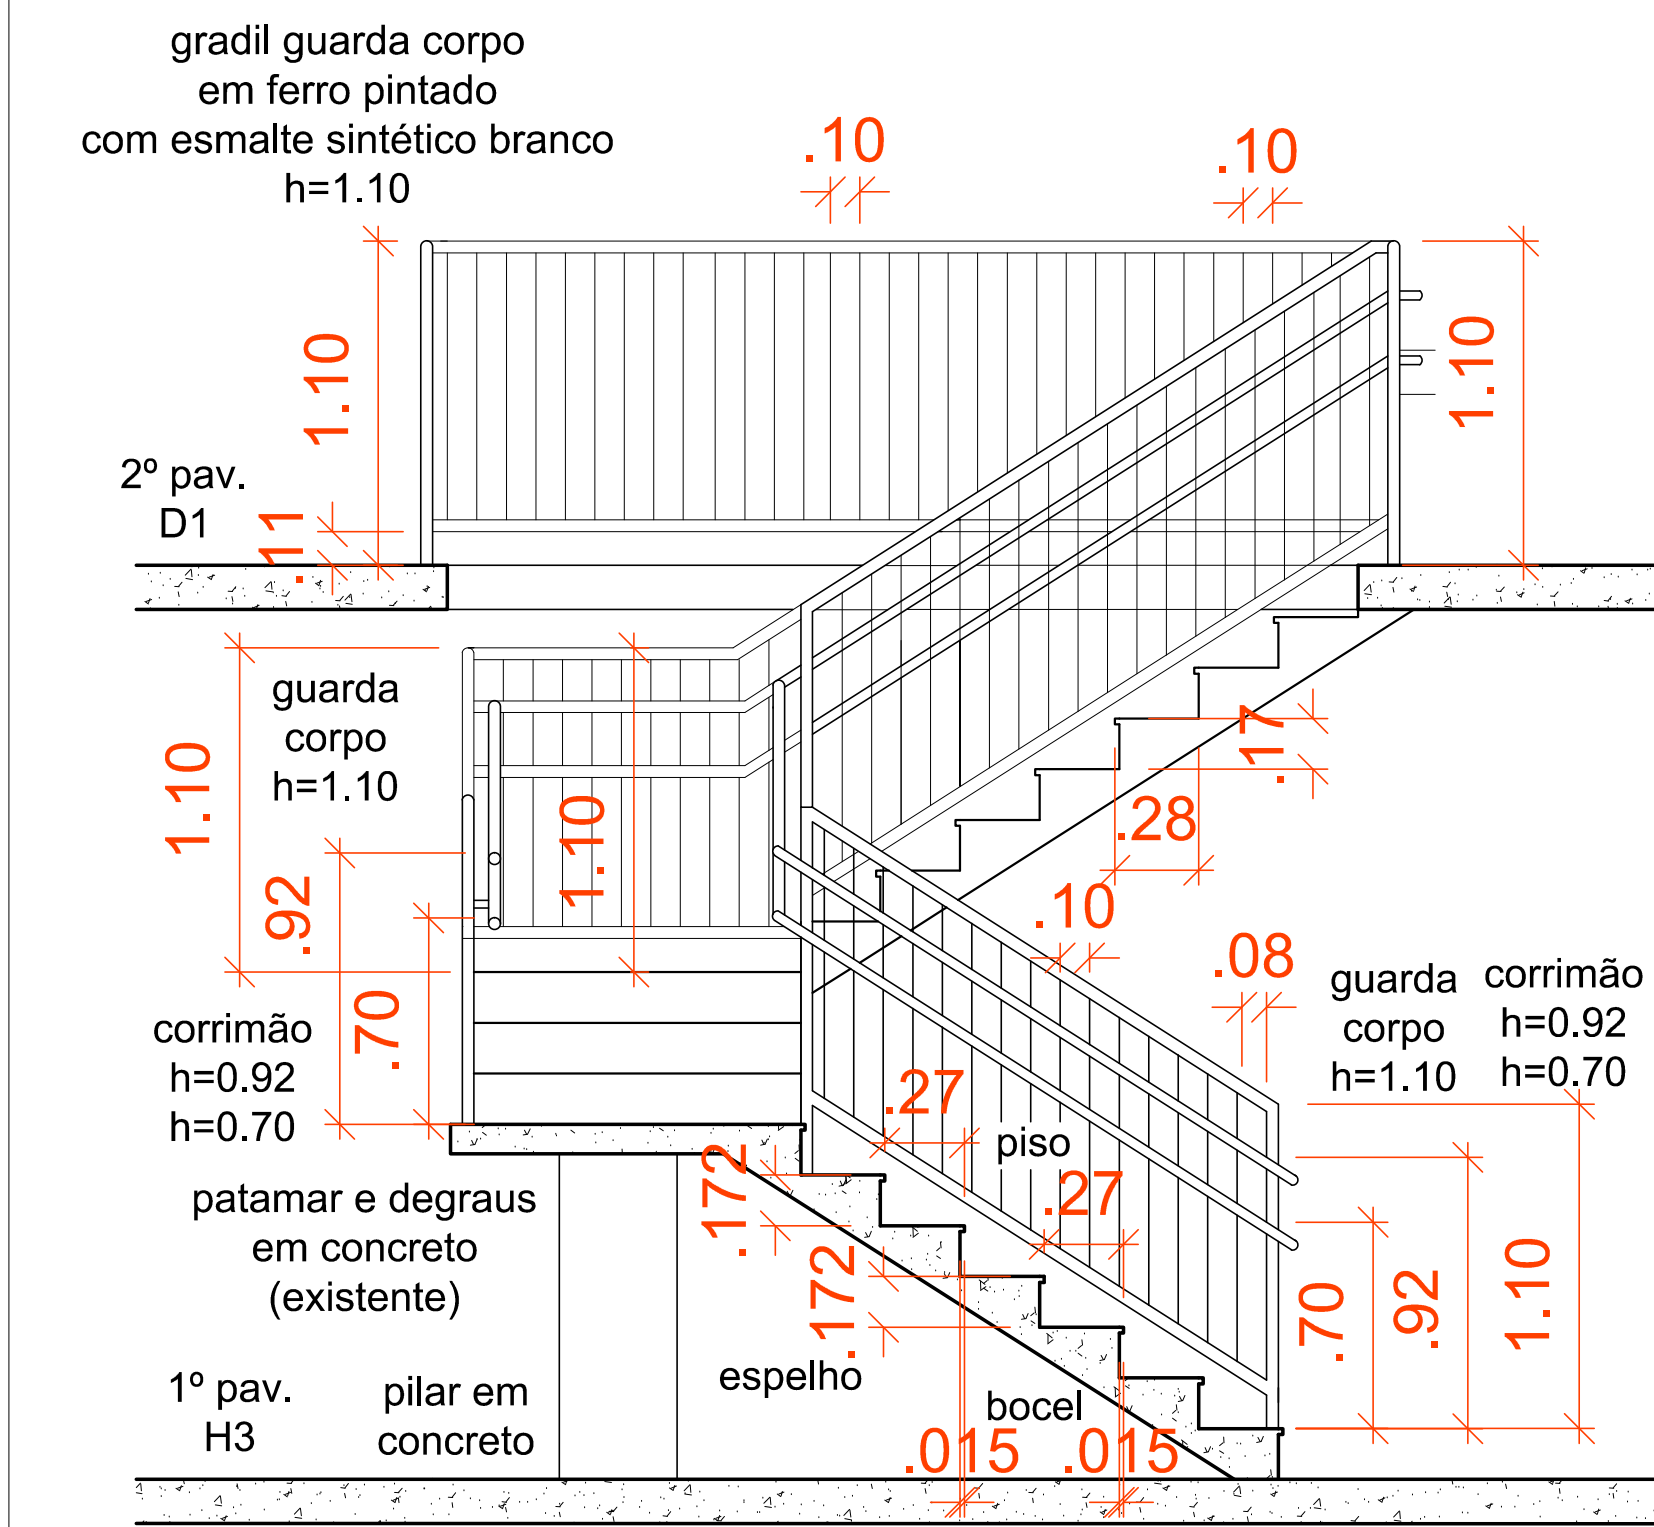 gradil guarda corpo
em ferro pintado
com esmalte sintético branco
h=1.10
.10
.10
1.10
1.10
2º pav.
D1
.11
guarda
corpo
h=1.10
1.10
1.10
.17
.28
.92
.10
.08
guarda
corpo
h=1.10
corrimão
h=0.92
h=0.70
corrimão
h=0.92
h=0.70
.70
.27
piso
.172
.27
patamar e degraus
em concreto
(existente)
.172
.70
.92
1.10
espelho
bocel
1º pav.
H3
pilar em
concreto
.015
.015